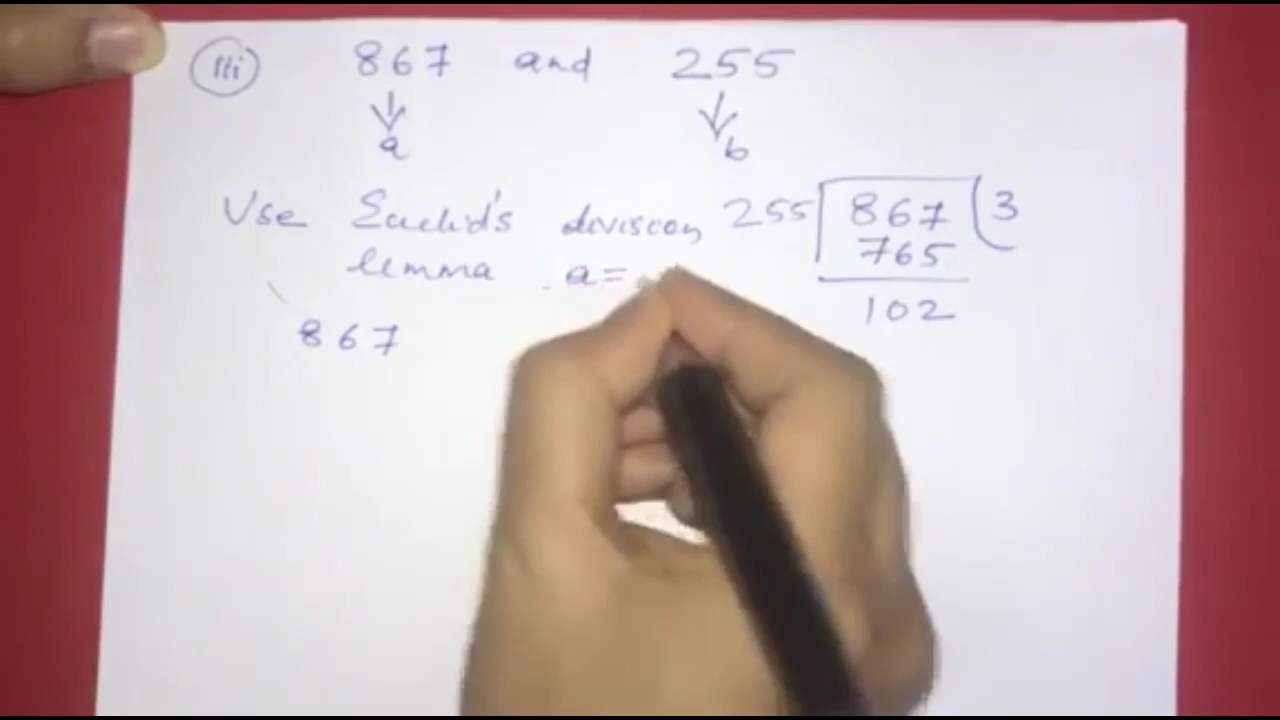 iii 867 and 255
a b
Use Euclid's division
lemma a=
867
255 867 3
765
102